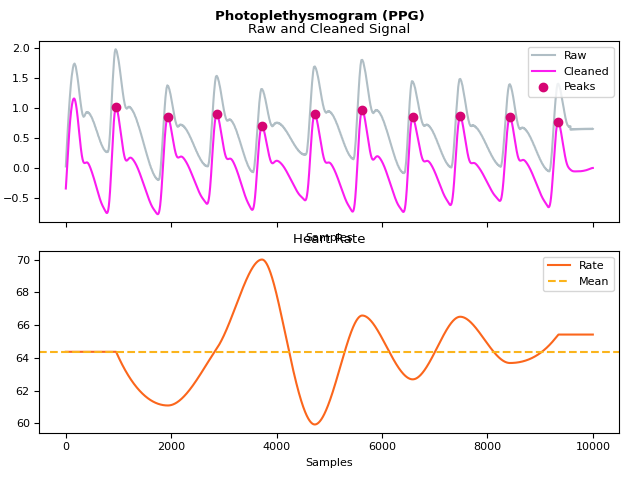 Photoplethysmogram (PPG)
Raw and Cleaned Signal
2.0
1.5
1.0
0.5
0.0
−0.5
Raw
Cleaned
Peaks
Samples
Heart Rate
70
68
66
64
62
60
Rate
Mean
0 2000 4000 6000 8000 10000
Samples